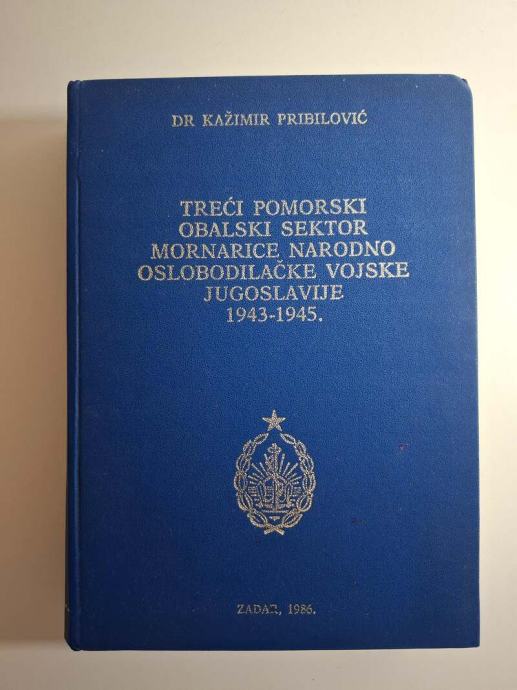 DR KAŽIMIR PRIBILOVIĆ
TREĆI POMORSKI
OBALSKI SEKTOR
MORNARICE NARODNO
OSLOBODILAČKE VOJSKE
JUGOSLAVIJE
1943-1945.
ZADAR, 1986.